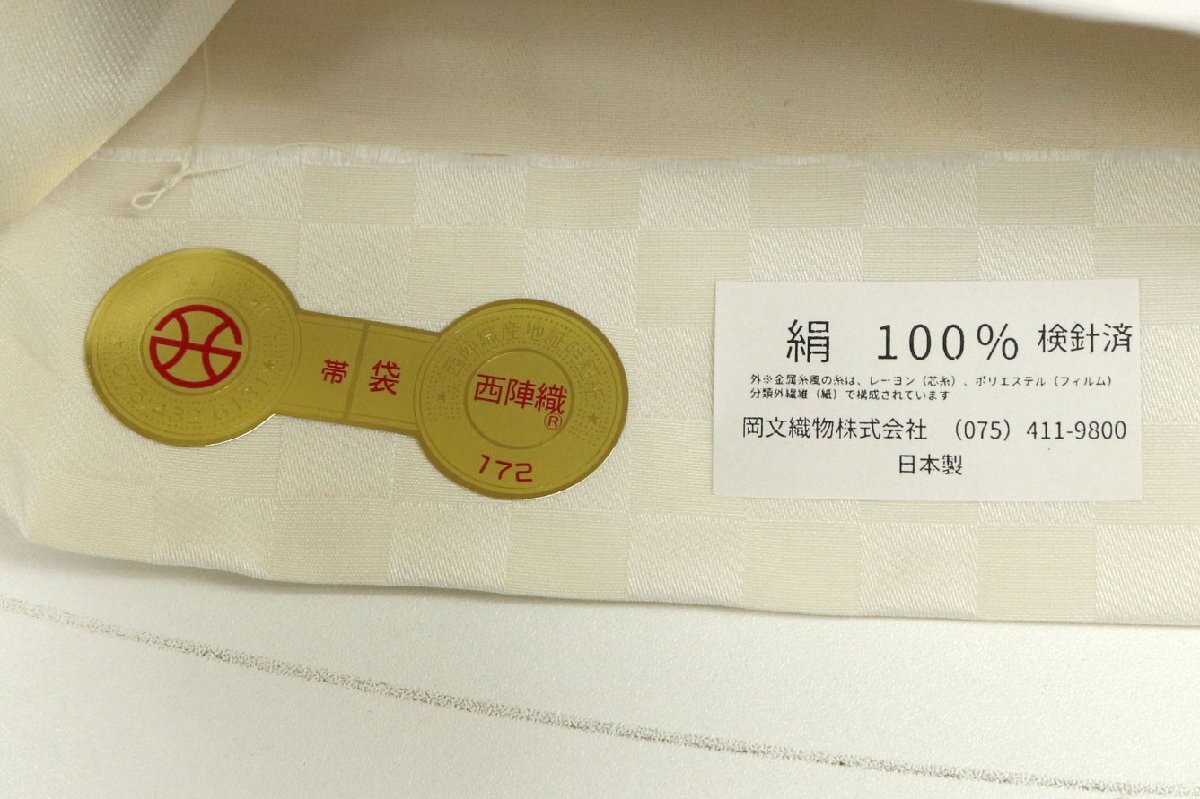 帯 袋
西陣織
®
172
絹 100% 検針済
外※金属糸風の糸は、レーヨン（芯糸）、ポリエステル（フィルム）
分類外繊維（紙）で構成されています
岡文織物株式会社 （075）411-9800
日本製